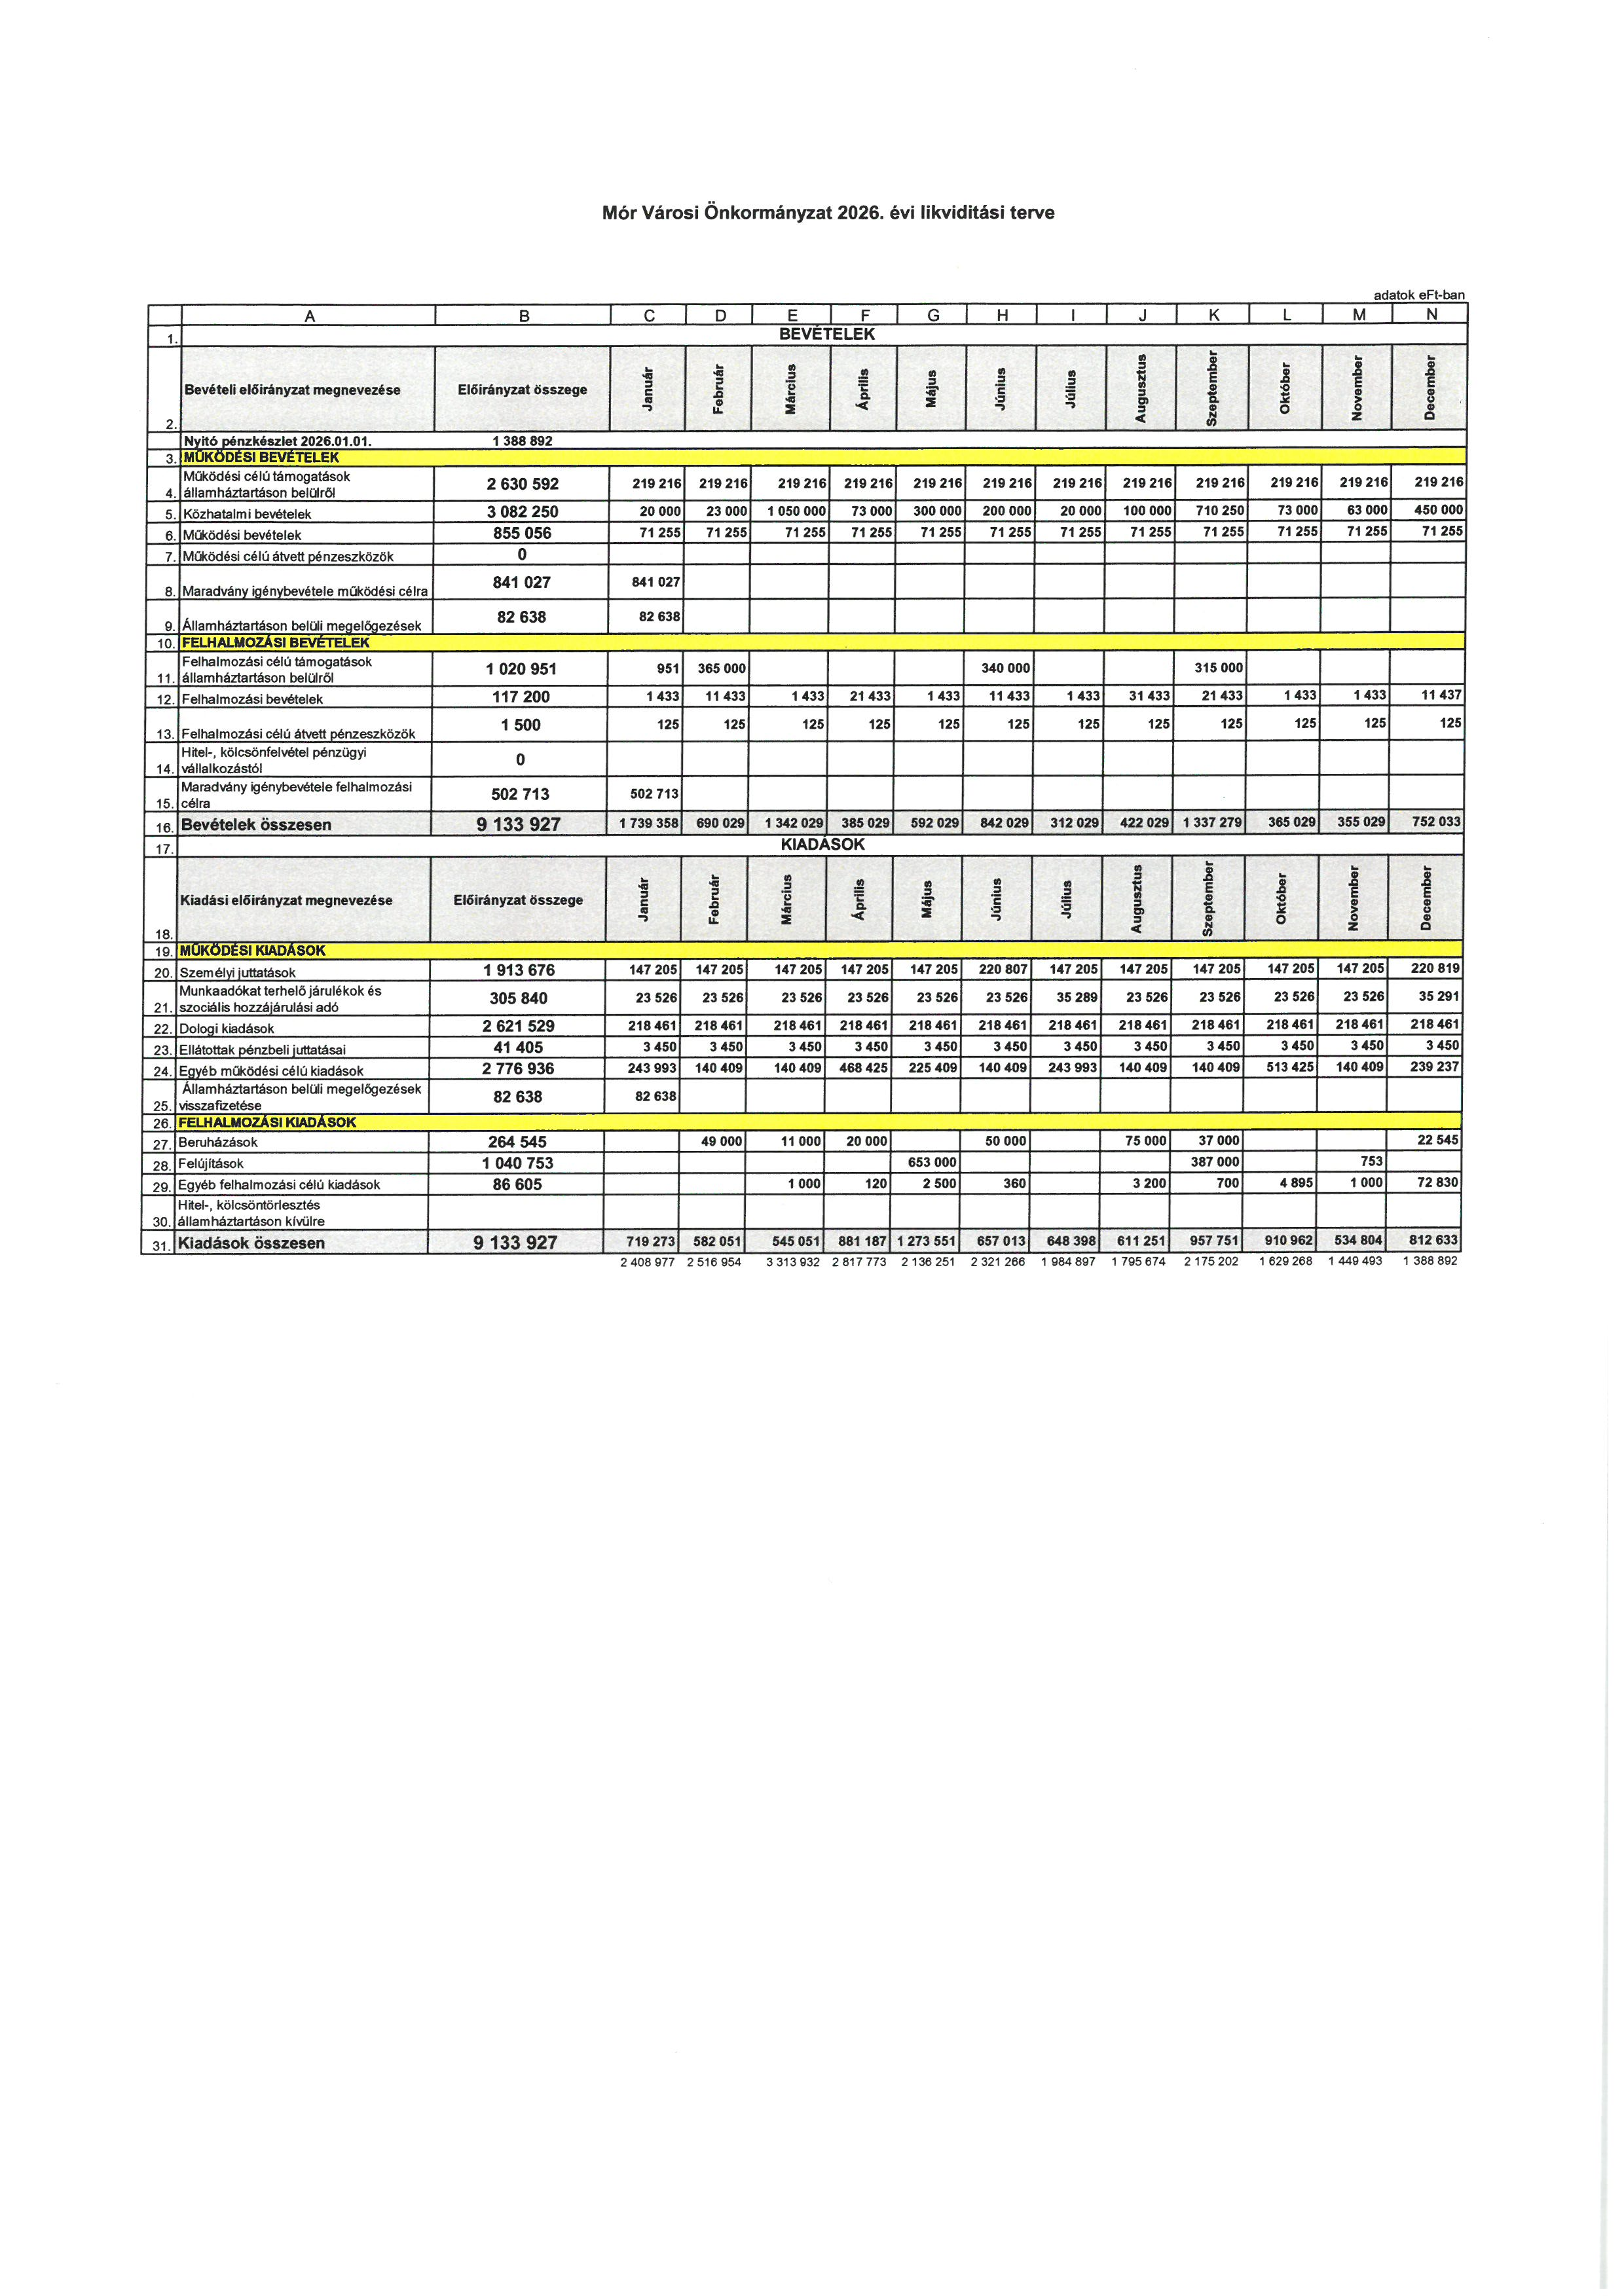 Mór Városi Önkormányzat 2026. évi likviditási terve
adatok eFt-ban
A B C D E F G H I J K L M N
1. BEVÉTELEK
2. Bevételi előirányzat megnevezése Előirányzat összege Január Február Március Április Május Június Július Augusztus Szeptember Október November December
Nyitó pénzkészlet 2026.01.01. 1 388 892
3. MŰKÖDÉSI BEVÉTELEK
Működési célú támogatások
4. államháztartáson belülről 2 630 592 219 216 219 216 219 216 219 216 219 216 219 216 219 216 219 216 219 216 219 216 219 216 219 216
5. Közhatalmi bevételek 3 082 250 20 000 23 000 1 050 000 73 000 300 000 200 000 20 000 100 000 710 250 73 000 63 000 450 000
6. Működési bevételek 855 056 71 255 71 255 71 255 71 255 71 255 71 255 71 255 71 255 71 255 71 255 71 255 71 255
7. Működési célú átvett pénzeszközök 0
8. Maradvány igénybevétele működési célra 841 027 841 027
9. Államháztartáson belüli megelőgezések 82 638 82 638
10. FELHALMOZÁSI BEVÉTELEK
Felhalmozási célú támogatások
11. államháztartáson belülről 1 020 951 951 365 000 340 000 315 000
12. Felhalmozási bevételek 117 200 1 433 11 433 1 433 21 433 1 433 11 433 1 433 31 433 21 433 1 433 1 433 11 437
13. Felhalmozási célú átvett pénzeszközök 1 500 125 125 125 125 125 125 125 125 125 125 125 125
Hitel-, kölcsönfelvétel pénzügyi
14. vállalkozástól 0
Maradvány igénybevétele felhalmozási
15. célra 502 713 502 713
16. Bevételek összesen 9 133 927 1 739 358 690 029 1 342 029 385 029 592 029 842 029 312 029 422 029 1 337 279 365 029 355 029 752 033
17. KIADÁSOK
18. Kiadási előirányzat megnevezése Előirányzat összege Január Február Március Április Május Június Július Augusztus Szeptember Október November December
19. MŰKÖDÉSI KIADÁSOK
20. Személyi juttatások 1 913 676 147 205 147 205 147 205 147 205 147 205 220 807 147 205 147 205 147 205 147 205 147 205 220 819
Munkaadókat terhelő járulékok és
21. szociális hozzájárulási adó 305 840 23 526 23 526 23 526 23 526 23 526 23 526 35 289 23 526 23 526 23 526 23 526 35 291
22. Dologi kiadások 2 621 529 218 461 218 461 218 461 218 461 218 461 218 461 218 461 218 461 218 461 218 461 218 461 218 461
23. Ellátottak pénzbeli juttatásai 41 405 3 450 3 450 3 450 3 450 3 450 3 450 3 450 3 450 3 450 3 450 3 450 3 450
24. Egyéb működési célú kiadások 2 776 936 243 993 140 409 140 409 468 425 225 409 140 409 243 993 140 409 140 409 513 425 140 409 239 237
Államháztartáson belüli megelőgezések
25. visszafizetése 82 638 82 638
26. FELHALMOZÁSI KIADÁSOK
27. Beruházások 264 545 49 000 11 000 20 000 50 000 75 000 37 000 22 545
28. Felújítások 1 040 753 653 000 387 000 753
29. Egyéb felhalmozási célú kiadások 86 605 1 000 120 2 500 360 3 200 700 4 895 1 000 72 830
Hitel-, kölcsöntörlesztés
30. államháztartáson kívülre
31. Kiadások összesen 9 133 927 719 273 582 051 545 051 881 187 1 273 551 657 013 648 398 611 251 957 751 910 962 534 804 812 633
2 408 977 2 516 954 3 313 932 2 817 773 2 136 251 2 321 266 1 984 897 1 795 674 2 175 202 1 629 268 1 449 493 1 388 892